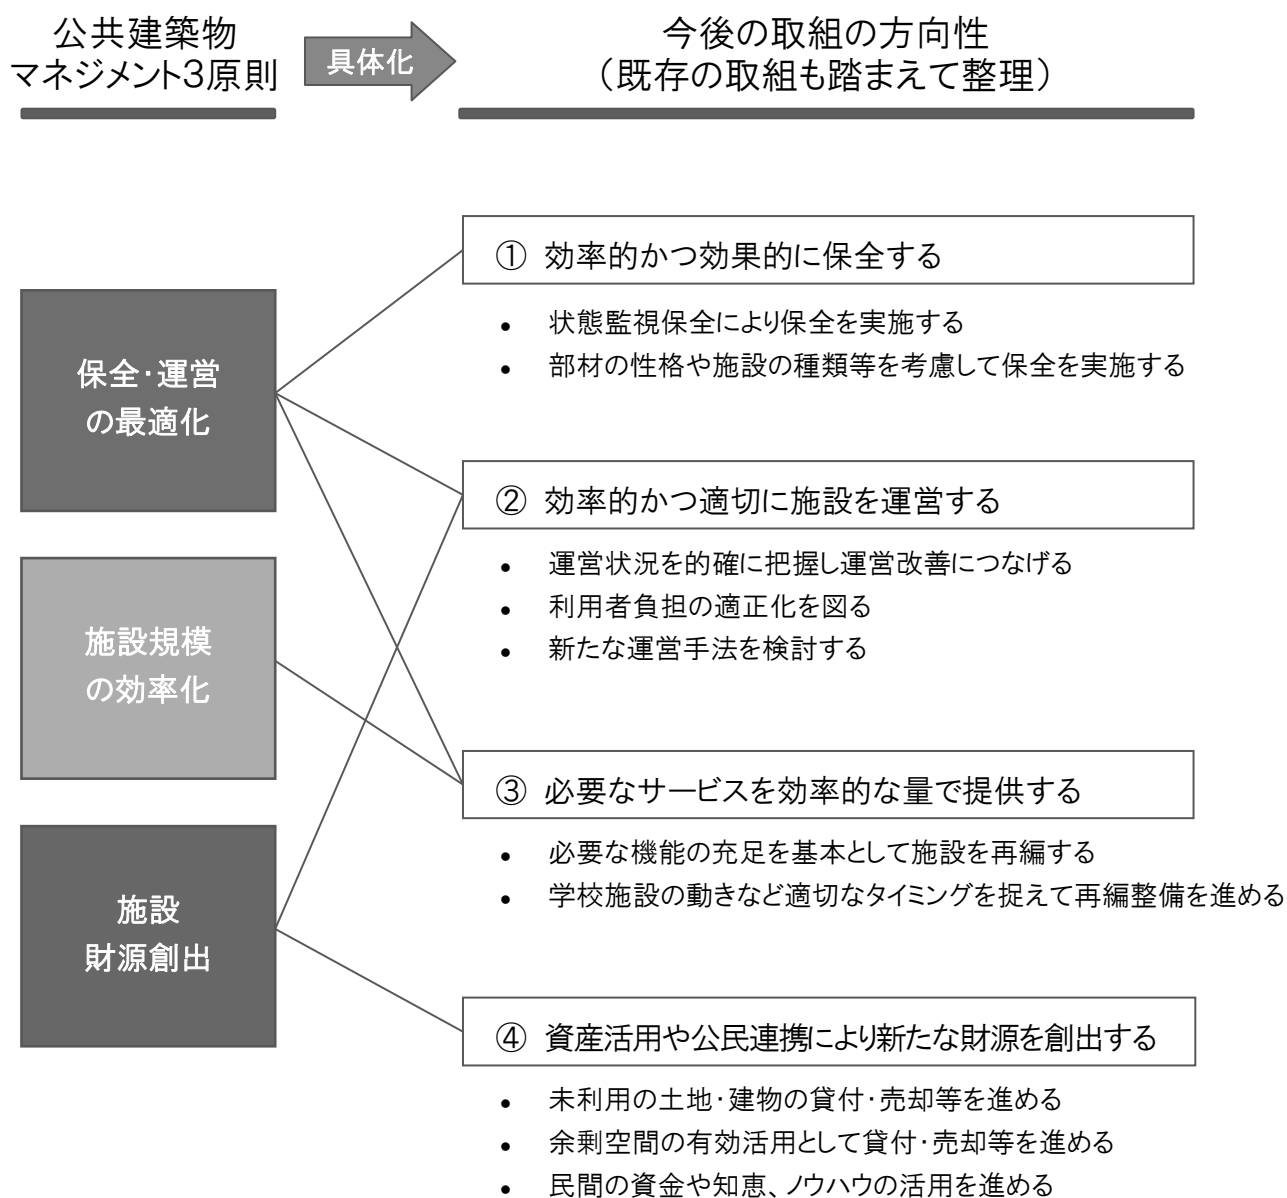 公共建築物
マネジメント3原則
具体化
今後の取組の方向性
（既存の取組も踏まえて整理）
保全･運営
の最適化
施設規模
の効率化
施設
財源創出
① 効率的かつ効果的に保全する
• 状態監視保全により保全を実施する
• 部材の性格や施設の種類等を考慮して保全を実施する
② 効率的かつ適切に施設を運営する
• 運営状況を的確に把握し運営改善につなげる
• 利用者負担の適正化を図る
• 新たな運営手法を検討する
③ 必要なサービスを効率的な量で提供する
• 必要な機能の充足を基本として施設を再編する
• 学校施設の動きなど適切なタイミングを捉えて再編整備を進める
④ 資産活用や公民連携により新たな財源を創出する
• 未利用の土地･建物の貸付･売却等を進める
• 余剰空間の有効活用として貸付･売却等を進める
• 民間の資金や知恵、ノウハウの活用を進める